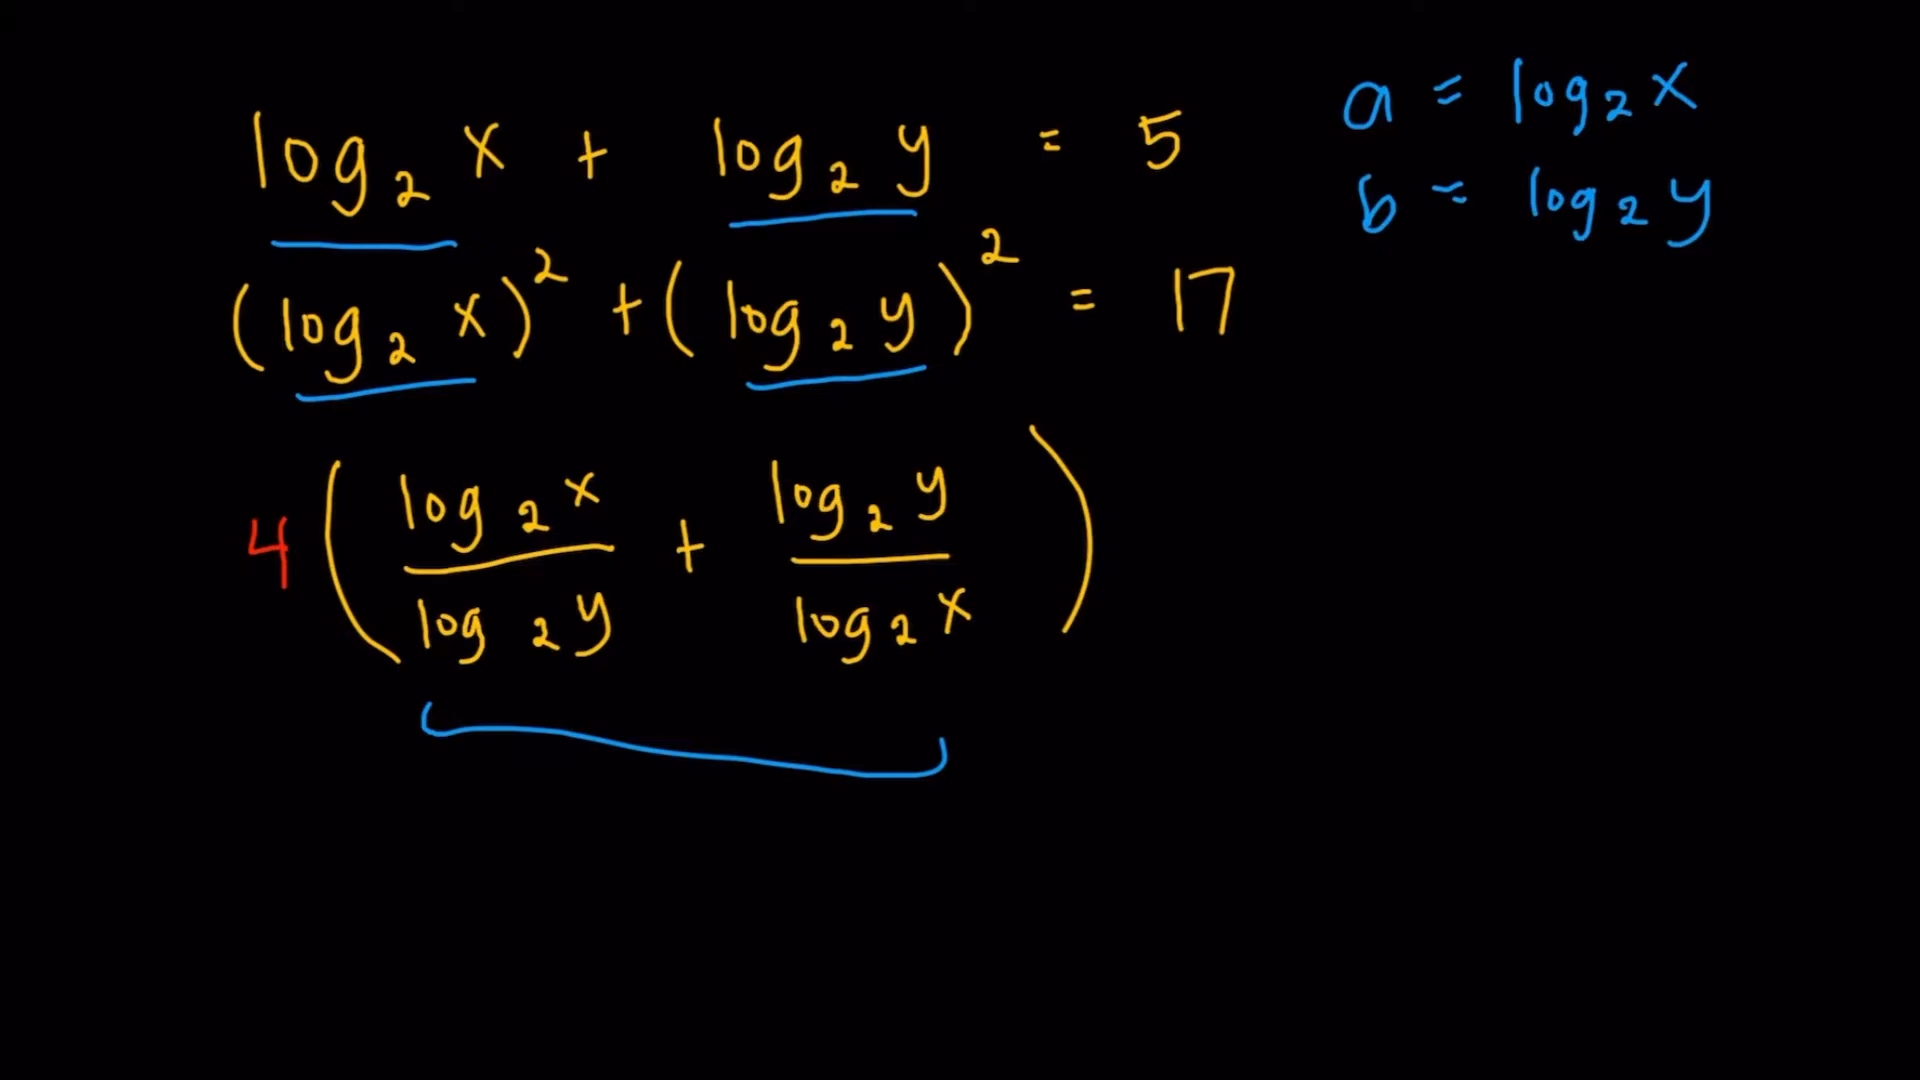 log₂ x + log₂ y = 5
(log₂ x)² + (log₂ y)² = 17
4 ( log₂ x / log₂ y + log₂ y / log₂ x )
a = log₂ x
b = log₂ y